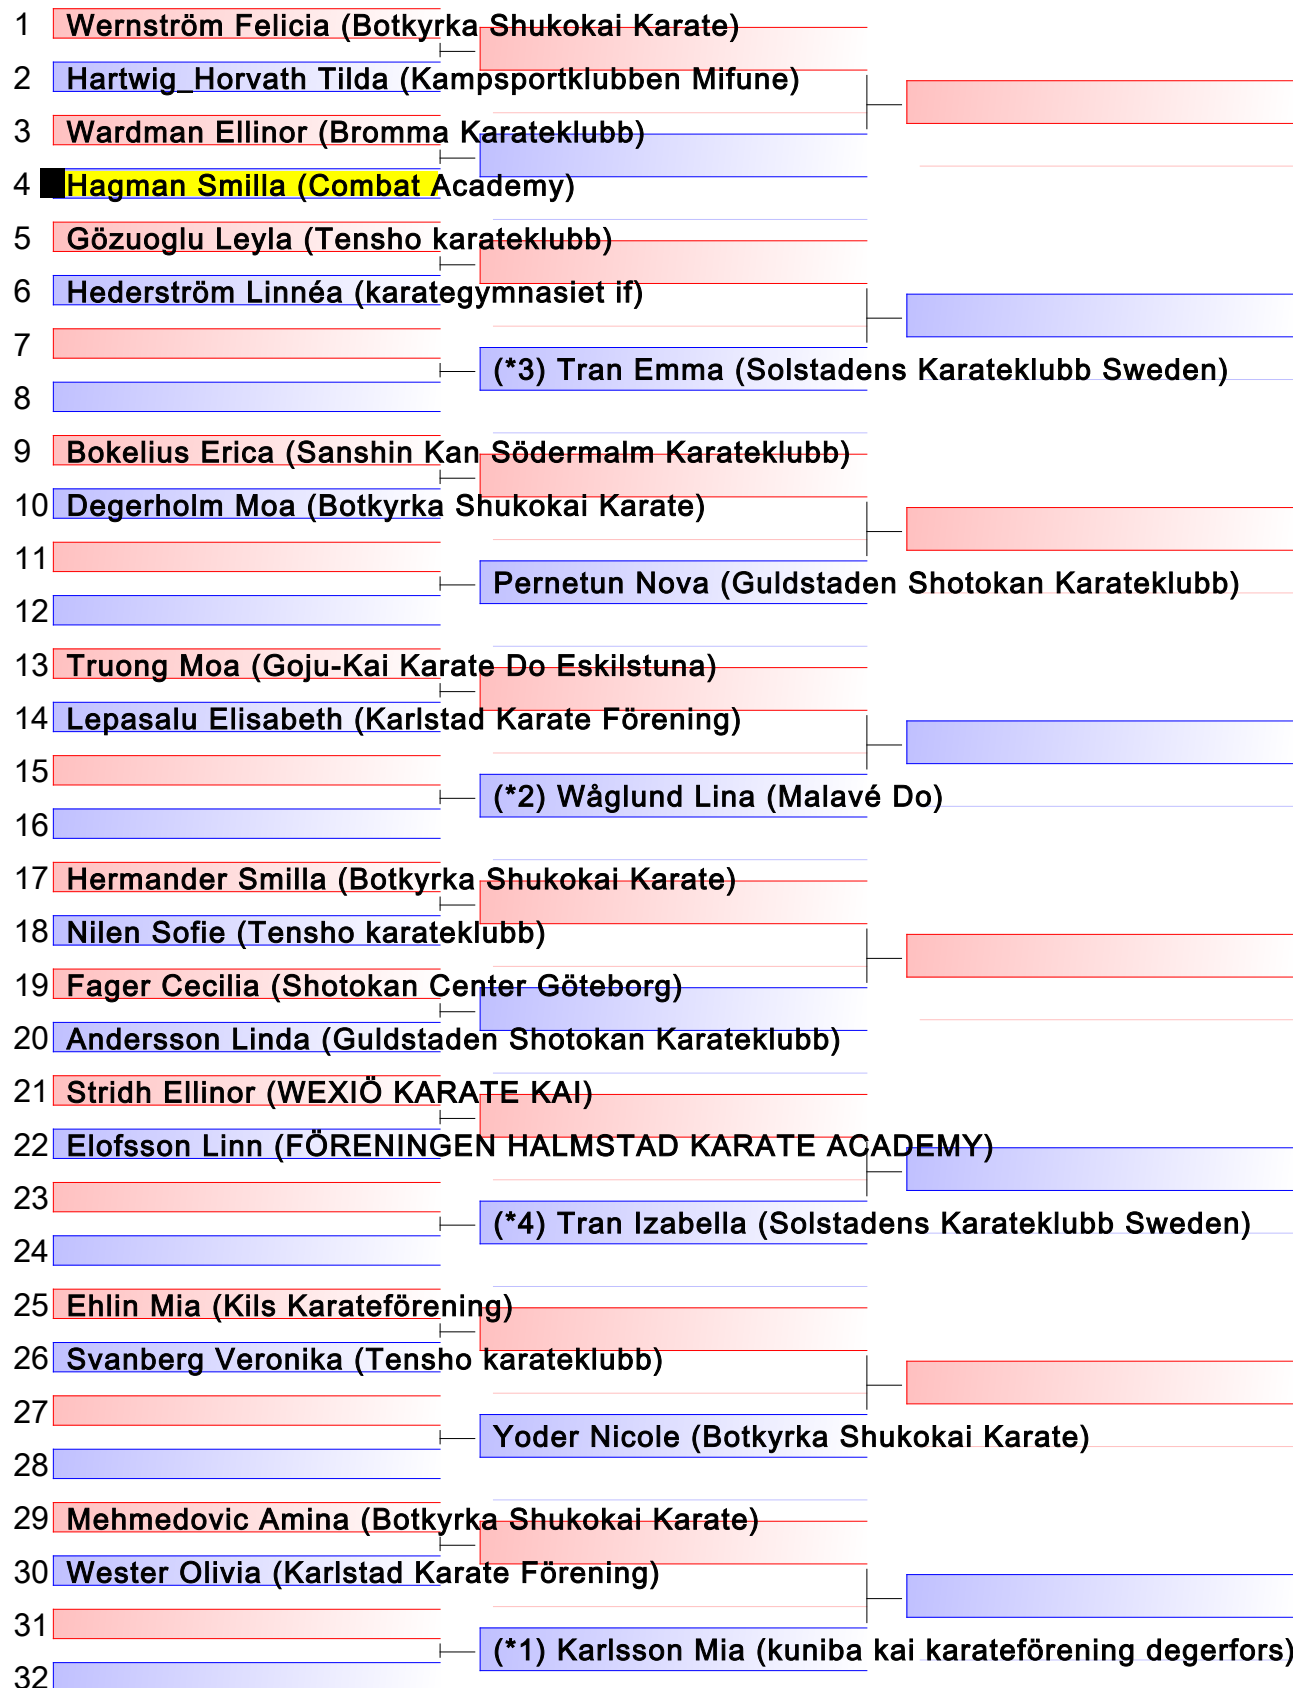 1 Wernström Felicia (Botkyrka Shukokai Karate)
2 Hartwig_Horvath Tilda (Kampsportklubben Mifune)
3 Wardman Ellinor (Bromma Karateklubb)
4 Hagman Smilla (Combat Academy)
5 Gözuoglu Leyla (Tensho karateklubb)
6 Hederström Linnéa (karategymnasiet if)
7
(*3) Tran Emma (Solstadens Karateklubb Sweden)
8
9 Bokelius Erica (Sanshin Kan Södermalm Karateklubb)
10 Degerholm Moa (Botkyrka Shukokai Karate)
11
Pernetun Nova (Guldstaden Shotokan Karateklubb)
12
13 Truong Moa (Goju-Kai Karate Do Eskilstuna)
14 Lepasalu Elisabeth (Karlstad Karate Förening)
15
(*2) Wåglund Lina (Malavé Do)
16
17 Hermander Smilla (Botkyrka Shukokai Karate)
18 Nilen Sofie (Tensho karateklubb)
19 Fager Cecilia (Shotokan Center Göteborg)
20 Andersson Linda (Guldstaden Shotokan Karateklubb)
21 Stridh Ellinor (WEXIÖ KARATE KAI)
22 Elofsson Linn (FÖRENINGEN HALMSTAD KARATE ACADEMY)
23
(*4) Tran Izabella (Solstadens Karateklubb Sweden)
24
25 Ehlin Mia (Kils Karateförening)
26 Svanberg Veronika (Tensho karateklubb)
27
Yoder Nicole (Botkyrka Shukokai Karate)
28
29 Mehmedovic Amina (Botkyrka Shukokai Karate)
30 Wester Olivia (Karlstad Karate Förening)
31
(*1) Karlsson Mia (kuniba kai karateförening degerfors)
32